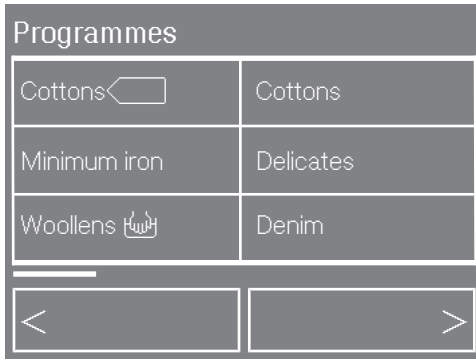 Programmes
Cottons Cottons
Minimum iron Delicates
Woollens Denim
< >